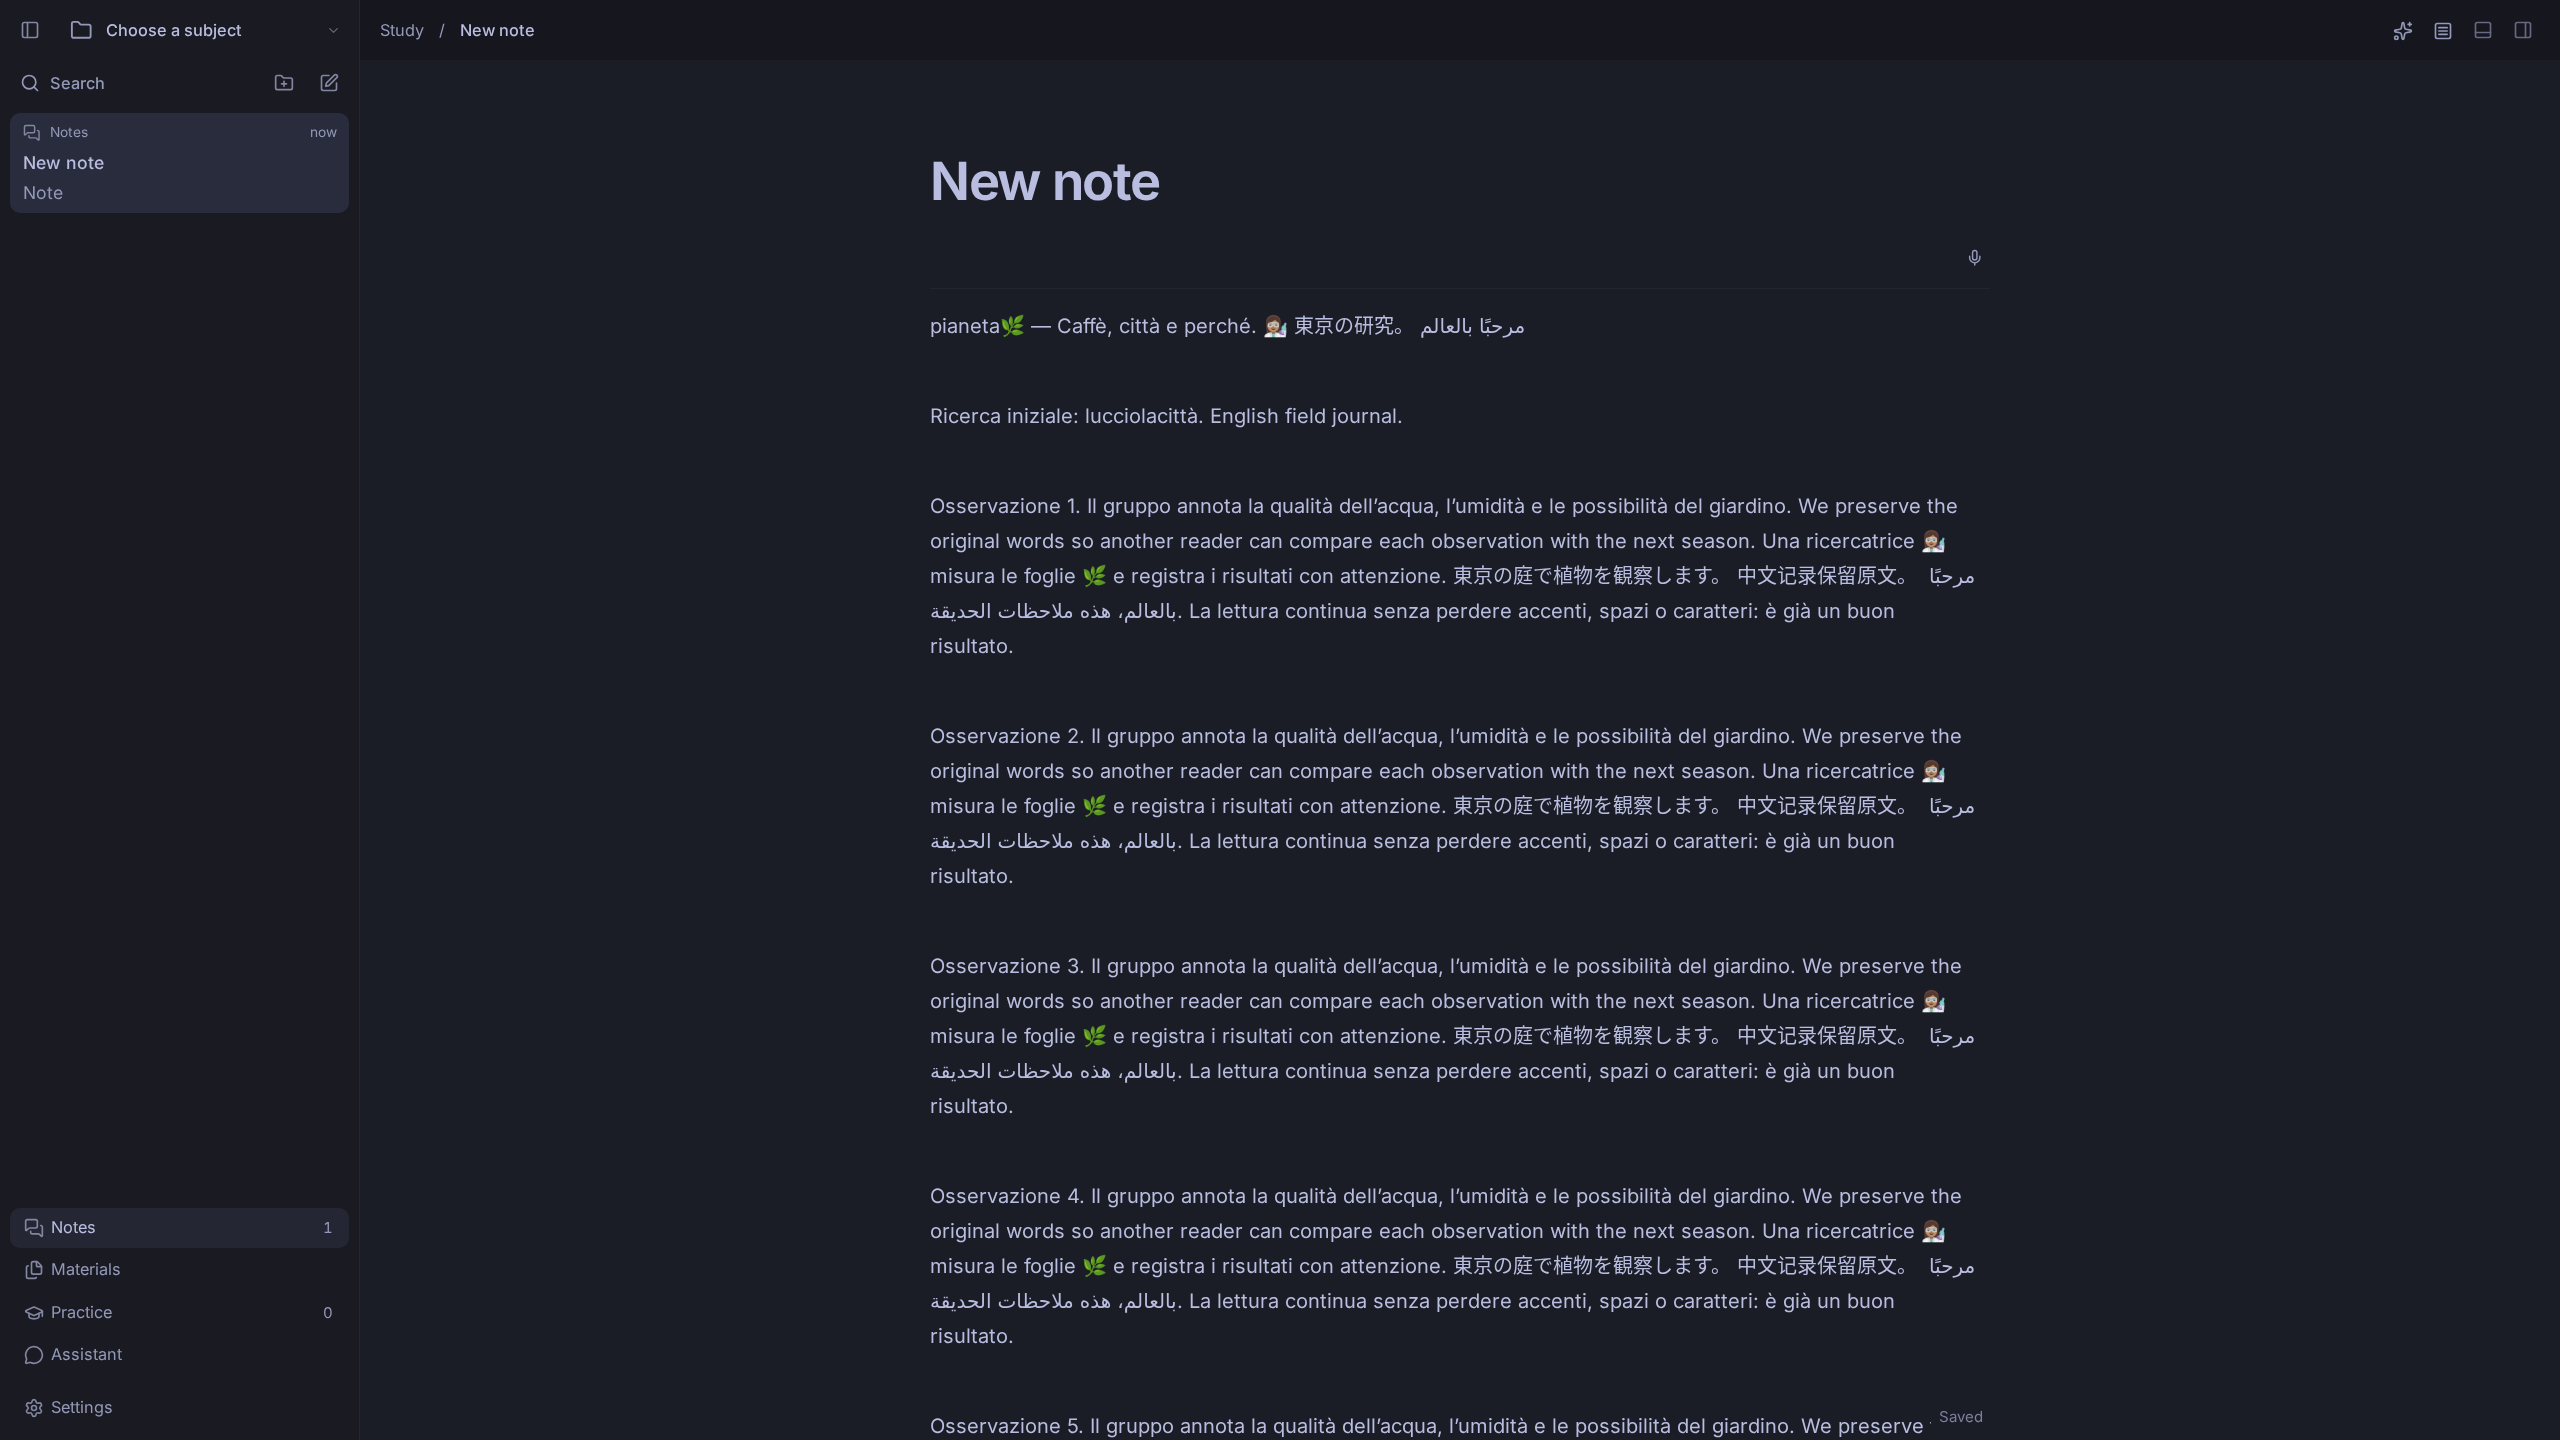 Choose a subject
Search
Notes
now
New note
Note
Notes
1
Materials
Practice
0
Assistant
Settings
Study / New note
New note
pianeta🌿 — Caffè, città e perché. 👩🏽‍🔬 東京の研究。 مرحبًا بالعالم
Ricerca iniziale: lucciolacittà. English field journal.
Osservazione 1. Il gruppo annota la qualità dell’acqua, l’umidità e le possibilità del giardino. We preserve the
original words so another reader can compare each observation with the next season. Una ricercatrice 👩🏽‍🔬
misura le foglie 🌿 e registra i risultati con attenzione. 東京の庭で植物を観察します。 中文记录保留原文。 مرحبًا
بالعالم، هذه ملاحظات الحديقة. La lettura continua senza perdere accenti, spazi o caratteri: è già un buon
risultato.
Osservazione 2. Il gruppo annota la qualità dell’acqua, l’umidità e le possibilità del giardino. We preserve the
original words so another reader can compare each observation with the next season. Una ricercatrice 👩🏽‍🔬
misura le foglie 🌿 e registra i risultati con attenzione. 東京の庭で植物を観察します。 中文记录保留原文。 مرحبًا
بالعالم، هذه ملاحظات الحديقة. La lettura continua senza perdere accenti, spazi o caratteri: è già un buon
risultato.
Osservazione 3. Il gruppo annota la qualità dell’acqua, l’umidità e le possibilità del giardino. We preserve the
original words so another reader can compare each observation with the next season. Una ricercatrice 👩🏽‍🔬
misura le foglie 🌿 e registra i risultati con attenzione. 東京の庭で植物を観察します。 中文记录保留原文。 مرحبًا
بالعالم، هذه ملاحظات الحديقة. La lettura continua senza perdere accenti, spazi o caratteri: è già un buon
risultato.
Osservazione 4. Il gruppo annota la qualità dell’acqua, l’umidità e le possibilità del giardino. We preserve the
original words so another reader can compare each observation with the next season. Una ricercatrice 👩🏽‍🔬
misura le foglie 🌿 e registra i risultati con attenzione. 東京の庭で植物を観察します。 中文记录保留原文。 مرحبًا
بالعالم، هذه ملاحظات الحديقة. La lettura continua senza perdere accenti, spazi o caratteri: è già un buon
risultato.
Osservazione 5. Il gruppo annota la qualità dell’acqua, l’umidità e le possibilità del giardino. We preserve
Saved